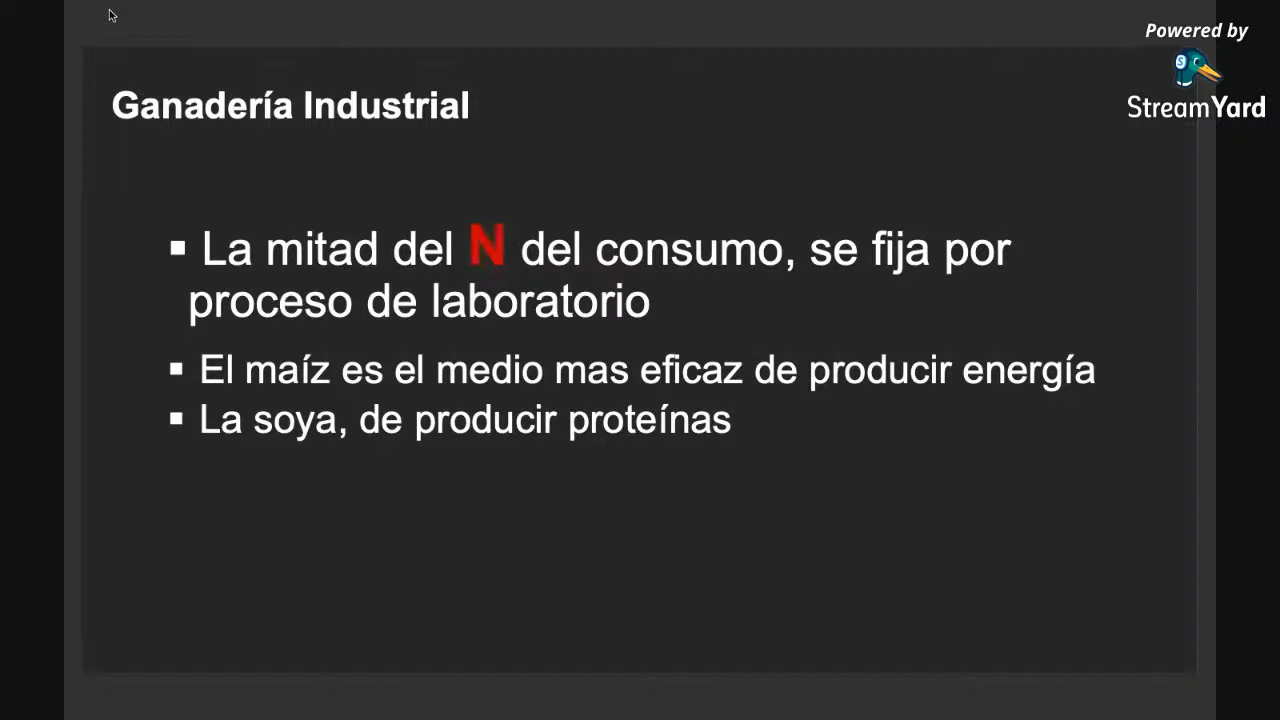 Powered by
StreamYard
Ganadería Industrial
▪ La mitad del N del consumo, se fija por
proceso de laboratorio
▪ El maíz es el medio mas eficaz de producir energía
▪ La soya, de producir proteínas